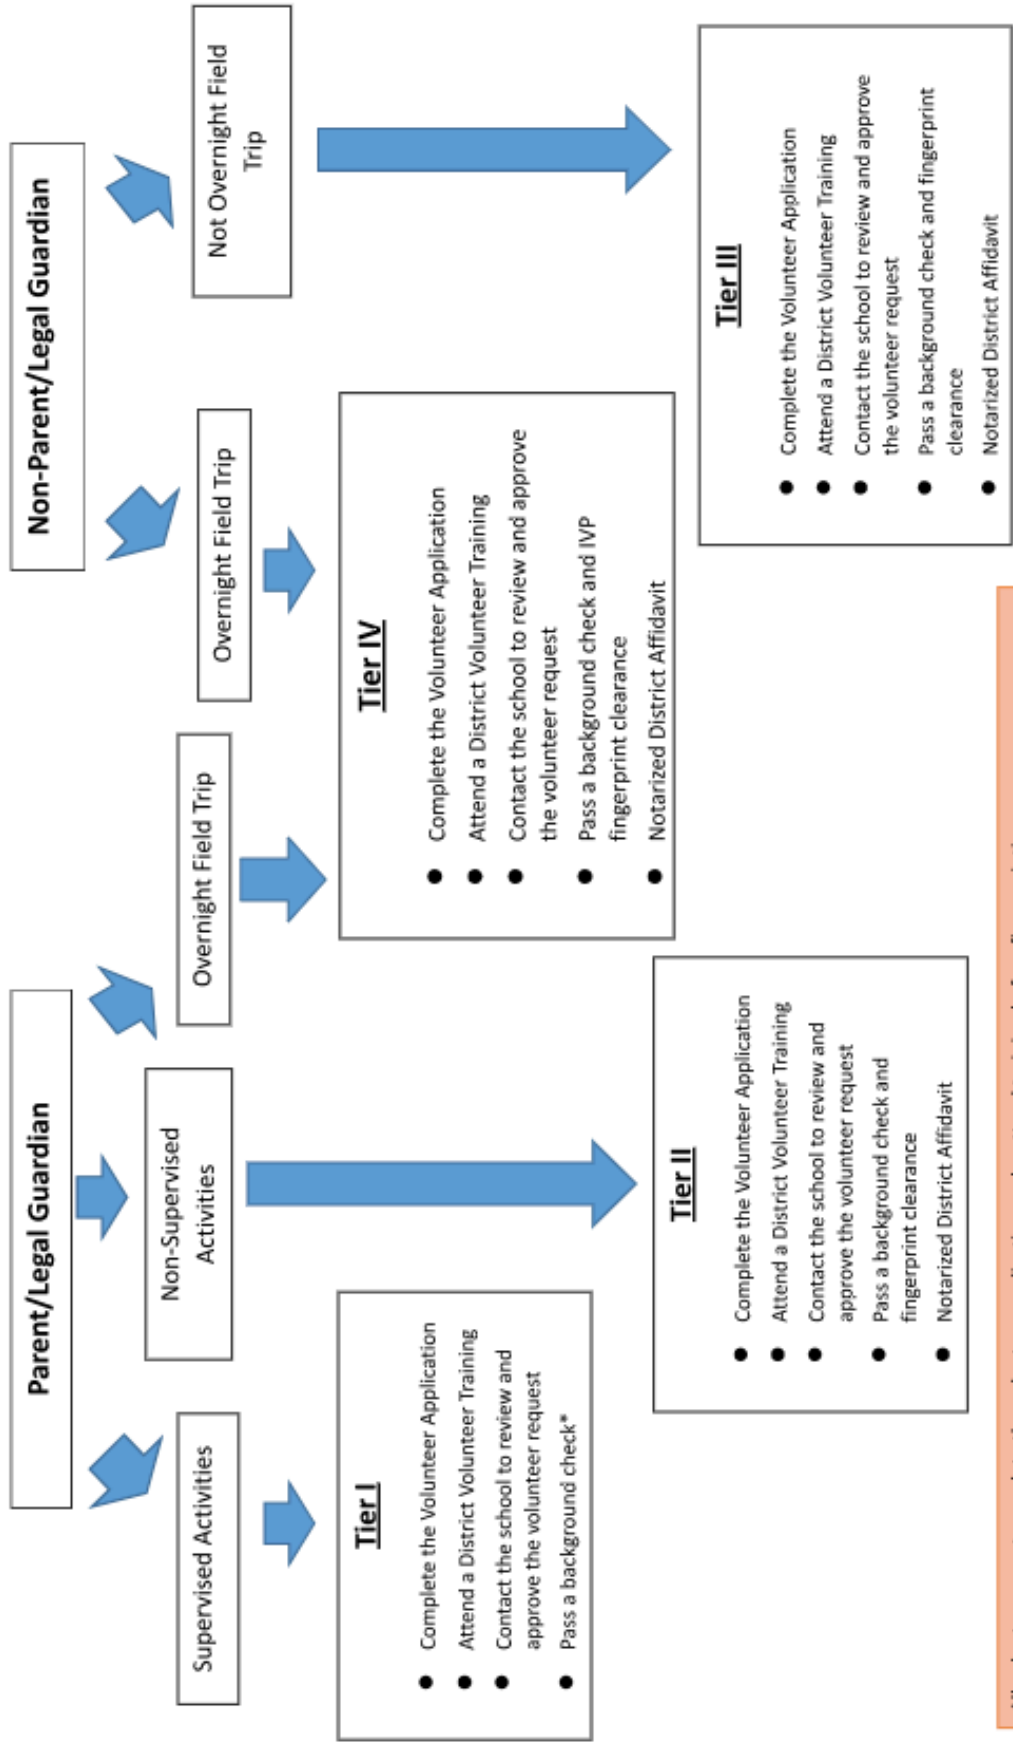 Parent/Legal Guardian
Supervised Activities
Non-Supervised
Activities
Overnight Field Trip
Tier I
● Complete the Volunteer Application
● Attend a District Volunteer Training
● Contact the school to review and
approve the volunteer request
● Pass a background check*
Tier II
● Complete the Volunteer Application
● Attend a District Volunteer Training
● Contact the school to review and
approve the volunteer request
● Pass a background check and
fingerprint clearance
● Notarized District Affidavit
Non-Parent/Legal Guardian
Overnight Field Trip
Not Overnight Field
Trip
Tier IV
● Complete the Volunteer Application
● Attend a District Volunteer Training
● Contact the school to review and approve
the volunteer request
● Pass a background check and IVP
fingerprint clearance
● Notarized District Affidavit
Tier III
● Complete the Volunteer Application
● Attend a District Volunteer Training
● Contact the school to review and approve
the volunteer request
● Pass a background check and fingerprint
clearance
● Notarized District Affidavit